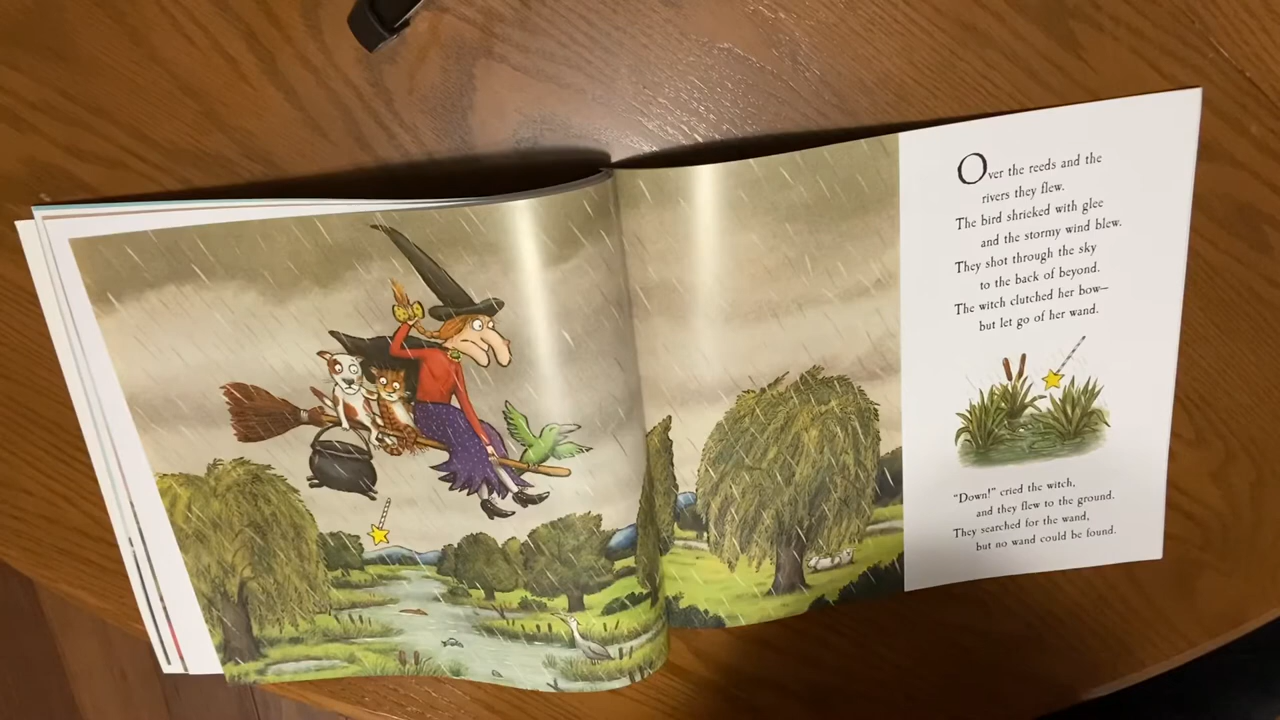 Over the reeds and the
rivers they flew.
The bird shrieked with glee
and the stormy wind blew.
They shot through the sky
to the back of beyond.
The witch clutched her bow—
but let go of her wand.
"Down!" cried the witch,
and they flew to the ground.
They searched for the wand,
but no wand could be found.